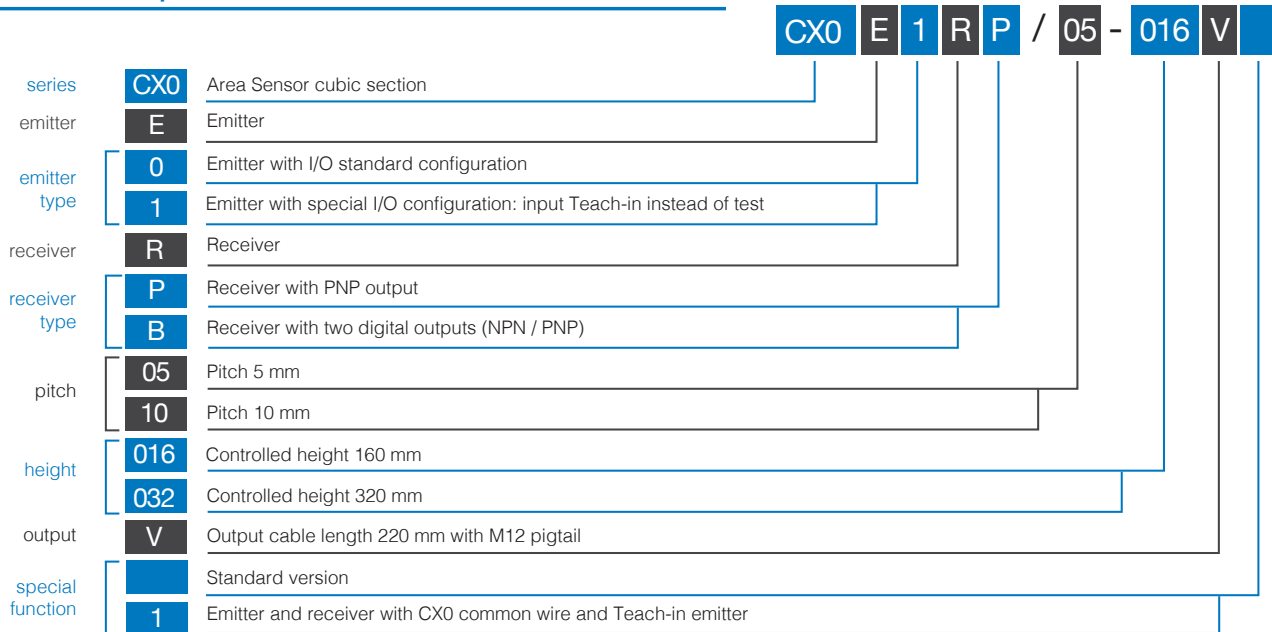 CX0 E 1 R P / 05 - 016 V
series CX0 Area Sensor cubic section
emitter E Emitter
emitter type
0 Emitter with I/O standard configuration
1 Emitter with special I/O configuration: input Teach-in instead of test
receiver R Receiver
receiver type
P Receiver with PNP output
B Receiver with two digital outputs (NPN / PNP)
pitch
05 Pitch 5 mm
10 Pitch 10 mm
height
016 Controlled height 160 mm
032 Controlled height 320 mm
output V Output cable length 220 mm with M12 pigtail
special function
Standard version
1 Emitter and receiver with CX0 common wire and Teach-in emitter